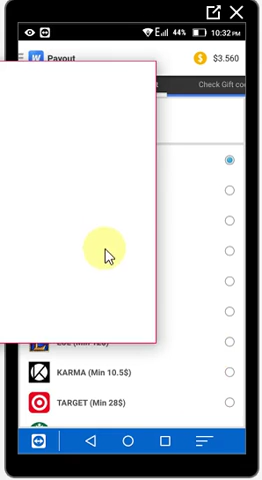 E 44% 10:32 PM
Payout $3.560
Check Gift co
KARMA (Min 10.5$)
TARGET (Min 28$)